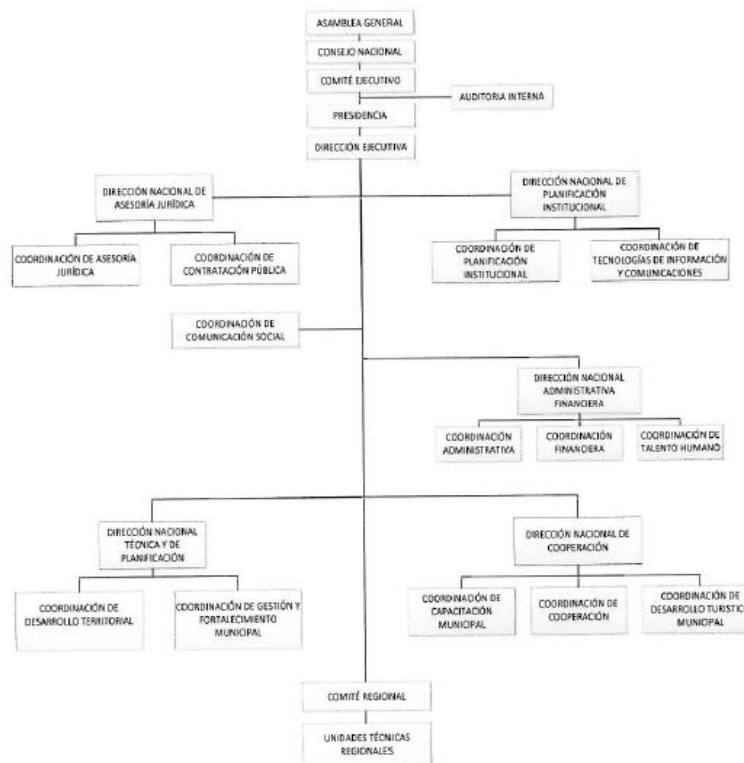 ASAMBLEA GENERAL
CONSEJO NACIONAL
COMITÉ EJECUTIVO
AUDITORIA INTERNA
PRESIDENCIA
DIRECCIÓN EJECUTIVA
DIRECCIÓN NACIONAL DE
ASESORÍA JURÍDICA
DIRECCIÓN NACIONAL DE
PLANIFICACIÓN
INSTITUCIONAL
COORDINACIÓN DE ASESORÍA
JURÍDICA
COORDINACIÓN DE
CONTRATACIÓN PÚBLICA
COORDINACIÓN DE
PLANIFICACIÓN
INSTITUCIONAL
COORDINACIÓN DE
TECNOLOGÍAS DE INFORMACIÓN
Y COMUNICACIONES
COORDINACIÓN DE
COMUNICACIÓN SOCIAL
DIRECCIÓN NACIONAL
ADMINISTRATIVA
FINANCIERA
COORDINACIÓN
ADMINISTRATIVA
COORDINACIÓN
FINANCIERA
COORDINACIÓN DE
TALENTO HUMANO
DIRECCIÓN NACIONAL
TÉCNICA Y DE
PLANIFICACIÓN
DIRECCIÓN NACIONAL DE
COOPERACIÓN
COORDINACIÓN DE
DESARROLLO TERRITORIAL
COORDINACIÓN DE GESTIÓN Y
FORTALECIMIENTO
MUNICIPAL
COORDINACIÓN DE
CAPACITACIÓN
MUNICIPAL
COORDINACIÓN DE
COOPERACIÓN
COORDINACIÓN DE
DESARROLLO TURISTIC
MUNICIPAL
COMITÉ REGIONAL
UNIDADES TÉCNICAS
REGIONALES